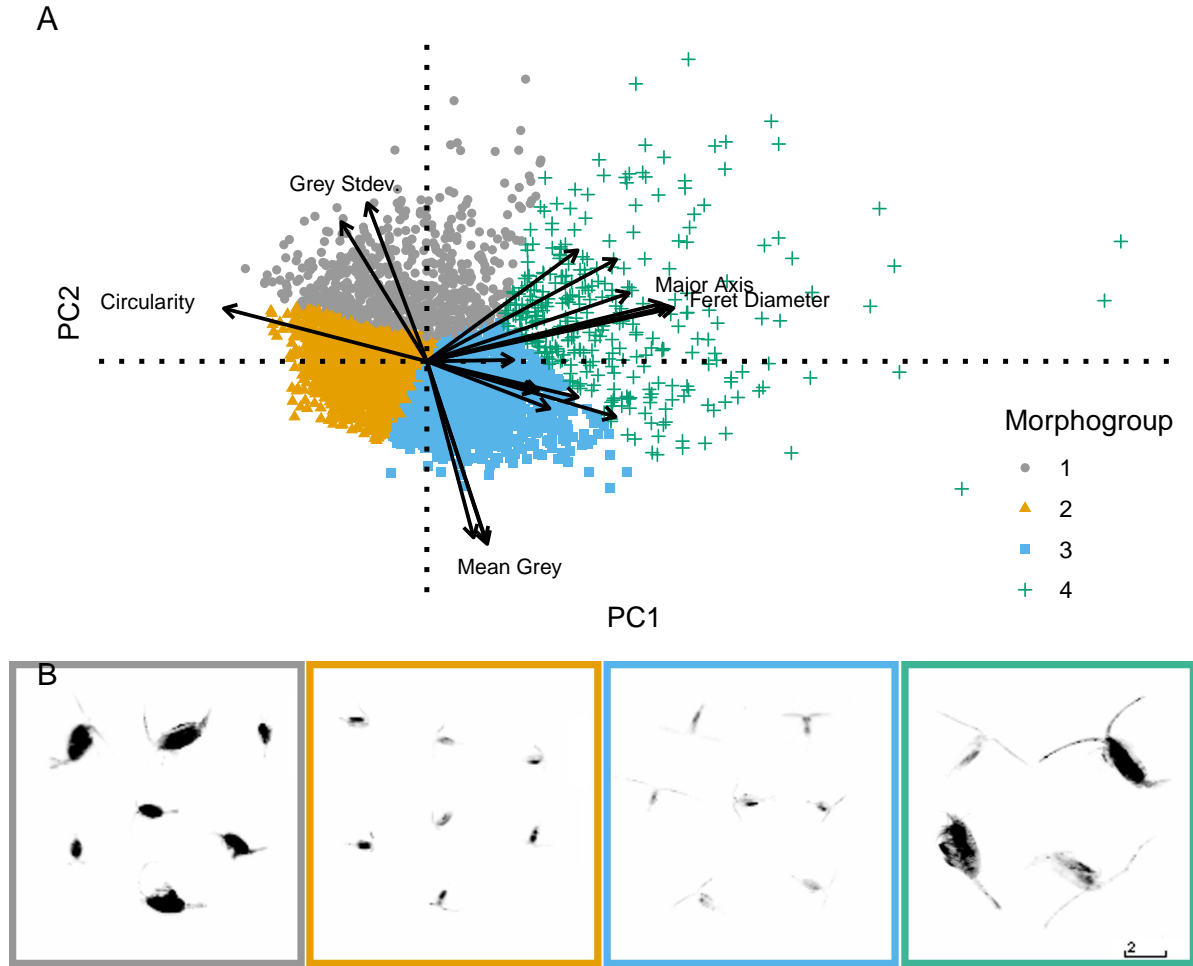 A
Grey Stdev.
Circularity
Major Axis
Feret Diameter
PC2
Mean Grey
PC1
Morphogroup
1
2
3
4
B
2